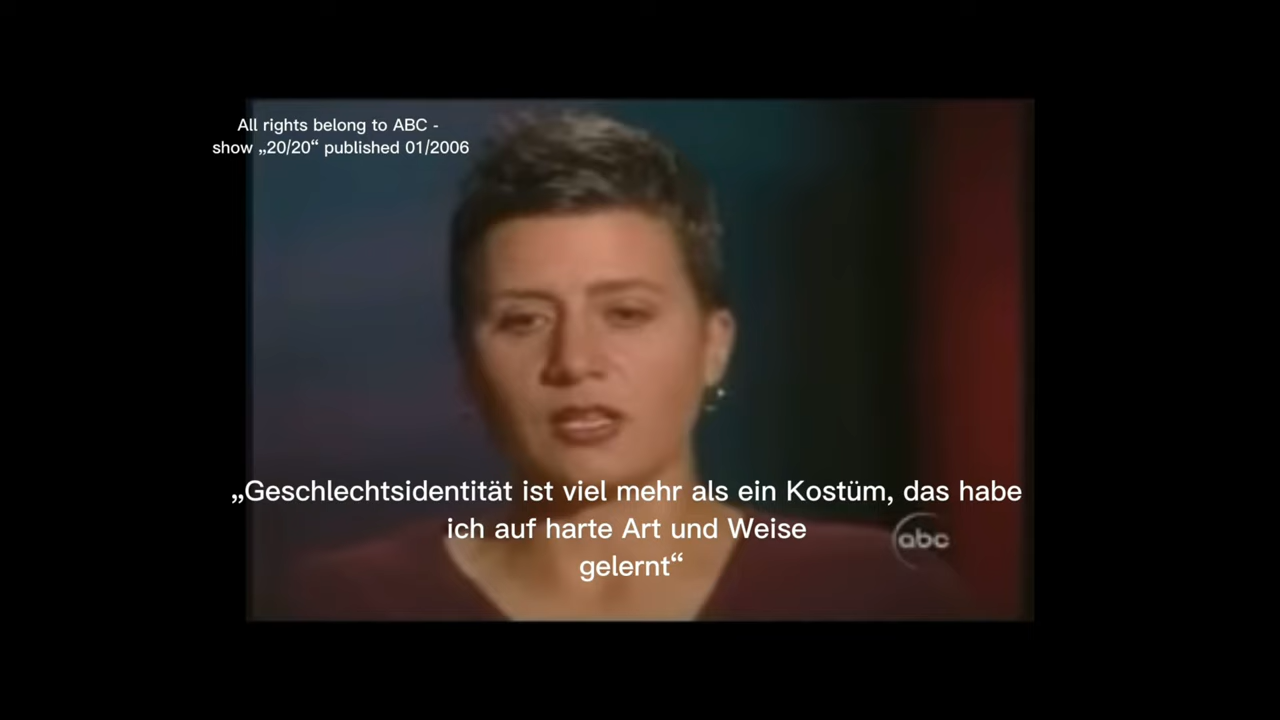 All rights belong to ABC -
show „20/20“ published 01/2006
„Geschlechtsidentität ist viel mehr als ein Kostüm, das habe
ich auf harte Art und Weise
gelernt“
abc